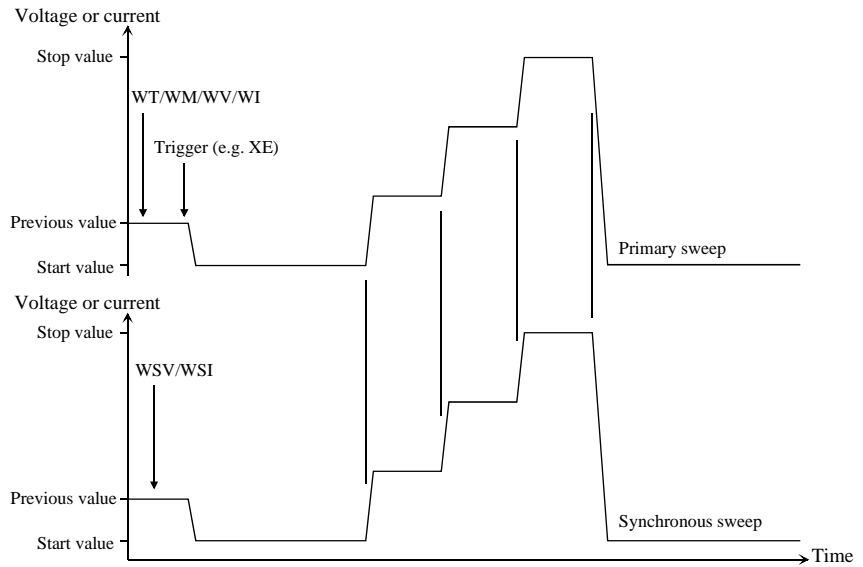 Voltage or current
Stop value
WT/WM/WV/WI
Trigger (e.g. XE)
Previous value
Start value
Primary sweep
Voltage or current
Stop value
WSV/WSI
Previous value
Start value
Synchronous sweep
Time